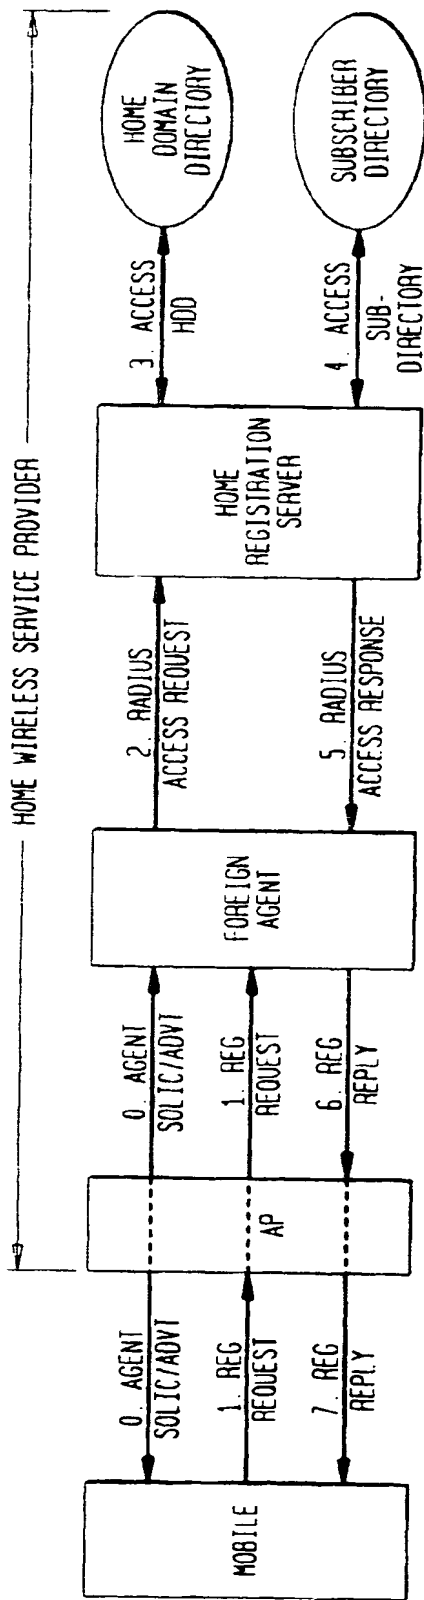 HOME WIRELESS SERVICE PROVIDER
MOBILE
0. AGENT
SOLIC/ADVT
1. REG
REQUEST
7. REG
REPLY
AP
0. AGENT
SOLIC/ADVT
1. REG
REQUEST
6. REG
REPLY
FOREIGN
AGENT
2. RADIUS
ACCESS REQUEST
5. RADIUS
ACCESS RESPONSE
HOME
REGISTRATION
SERVER
3. ACCESS
HDD
4. ACCESS
SUB-
DIRECTORY
HOME
DOMAIN
DIRECTORY
SUBSCRIBER
DIRECTORY